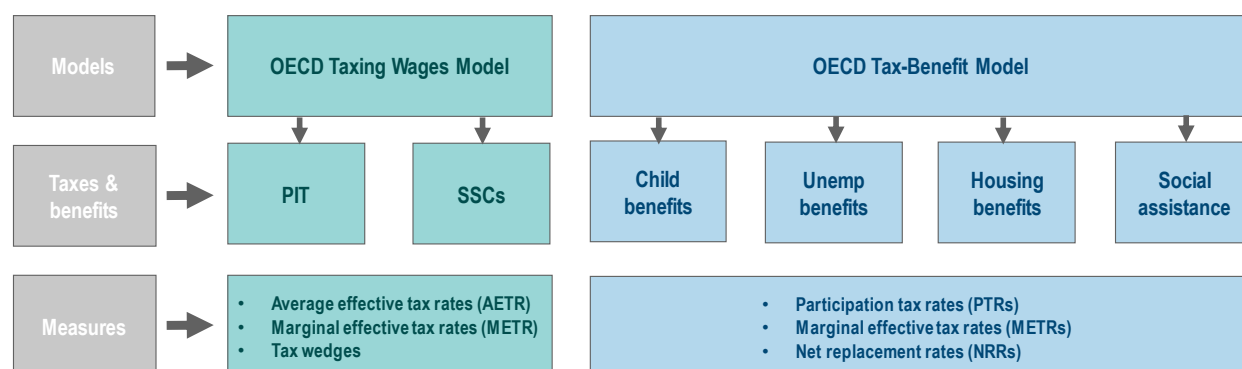 Models
OECD Taxing Wages Model
OECD Tax-Benefit Model
Taxes &
benefits
PIT
SSCs
Child
benefits
Unemp
benefits
Housing
benefits
Social
assistance
Measures
• Average effective tax rates (AETR)
• Marginal effective tax rates (METR)
• Tax wedges
• Participation tax rates (PTRs)
• Marginal effective tax rates (METRs)
• Net replacement rates (NRRs)